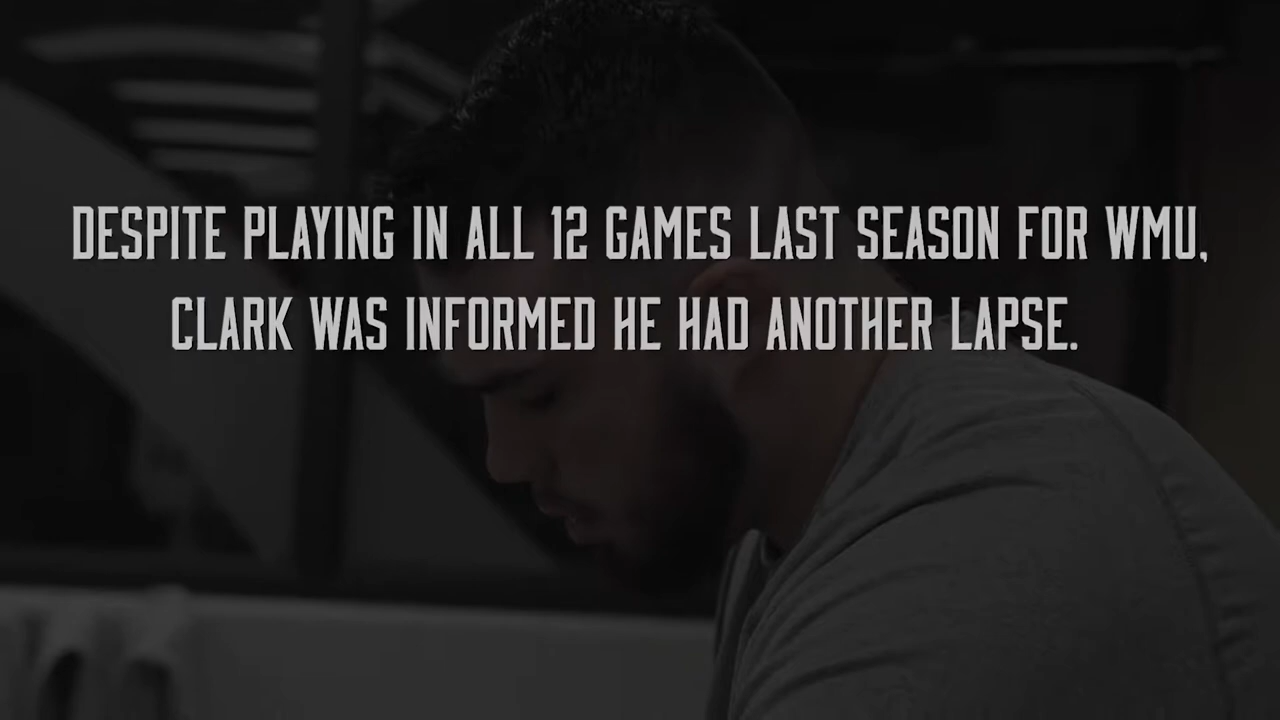 DESPITE PLAYING IN ALL 12 GAMES LAST SEASON FOR WMU,
CLARK WAS INFORMED HE HAD ANOTHER LAPSE.